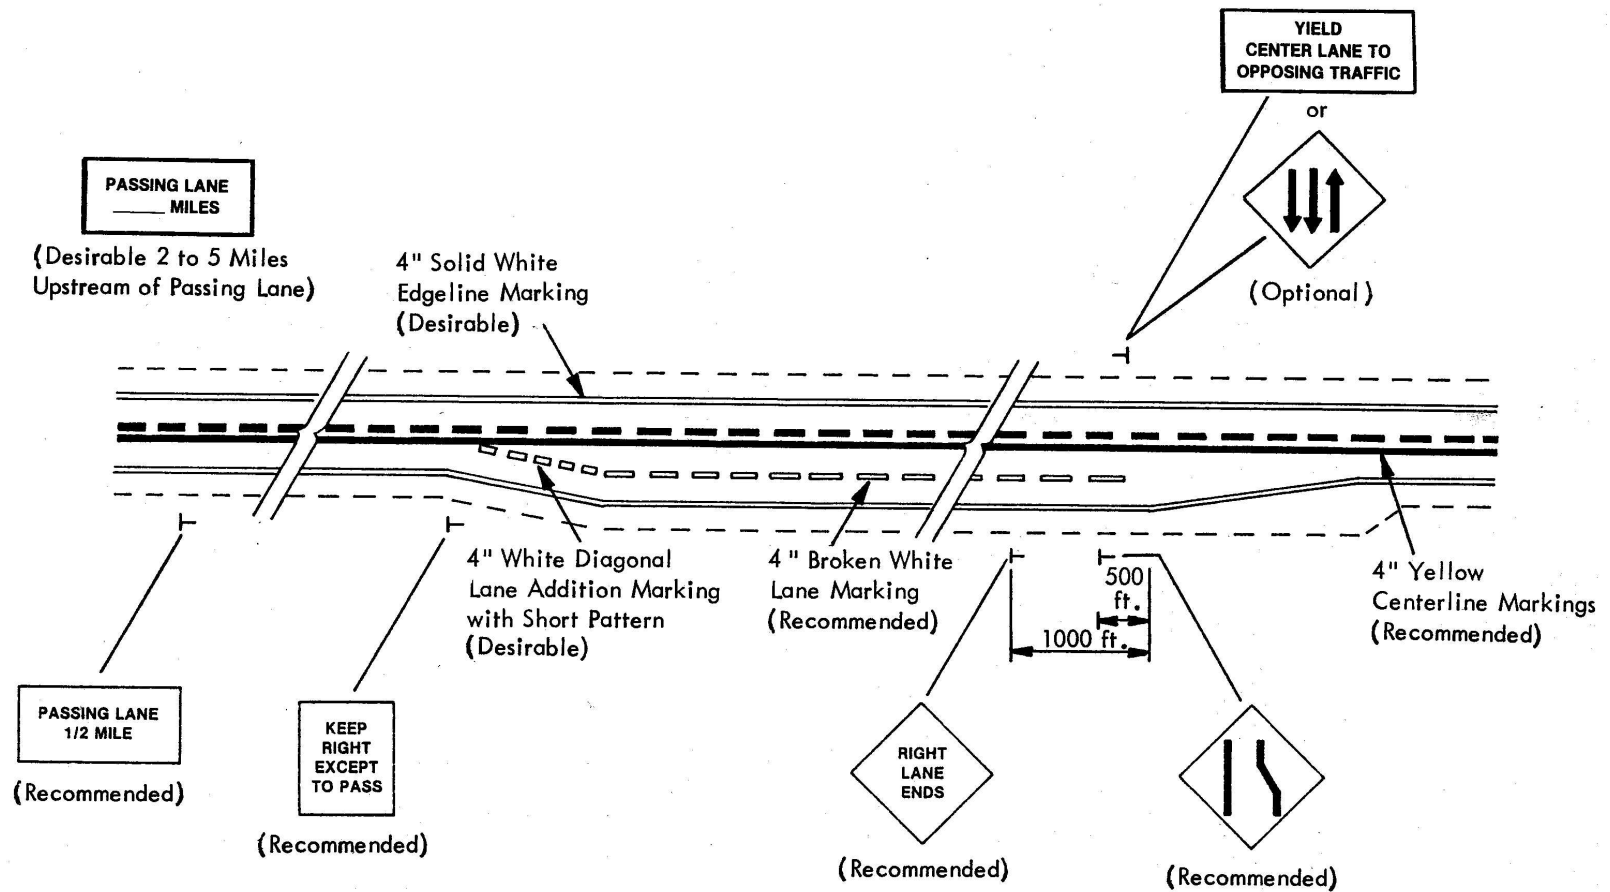 YIELD
CENTER LANE TO
OPPOSING TRAFFIC
or
(Optional)
PASSING LANE
____ MILES
(Desirable 2 to 5 Miles
Upstream of Passing Lane)
4" Solid White
Edgeline Marking
(Desirable)
4" White Diagonal
Lane Addition Marking
with Short Pattern
(Desirable)
4" Broken White
Lane Marking
(Recommended)
500
ft.
1000 ft.
4" Yellow
Centerline Markings
(Recommended)
PASSING LANE
1/2 MILE
(Recommended)
KEEP
RIGHT
EXCEPT
TO PASS
(Recommended)
RIGHT
LANE
ENDS
(Recommended)
(Recommended)